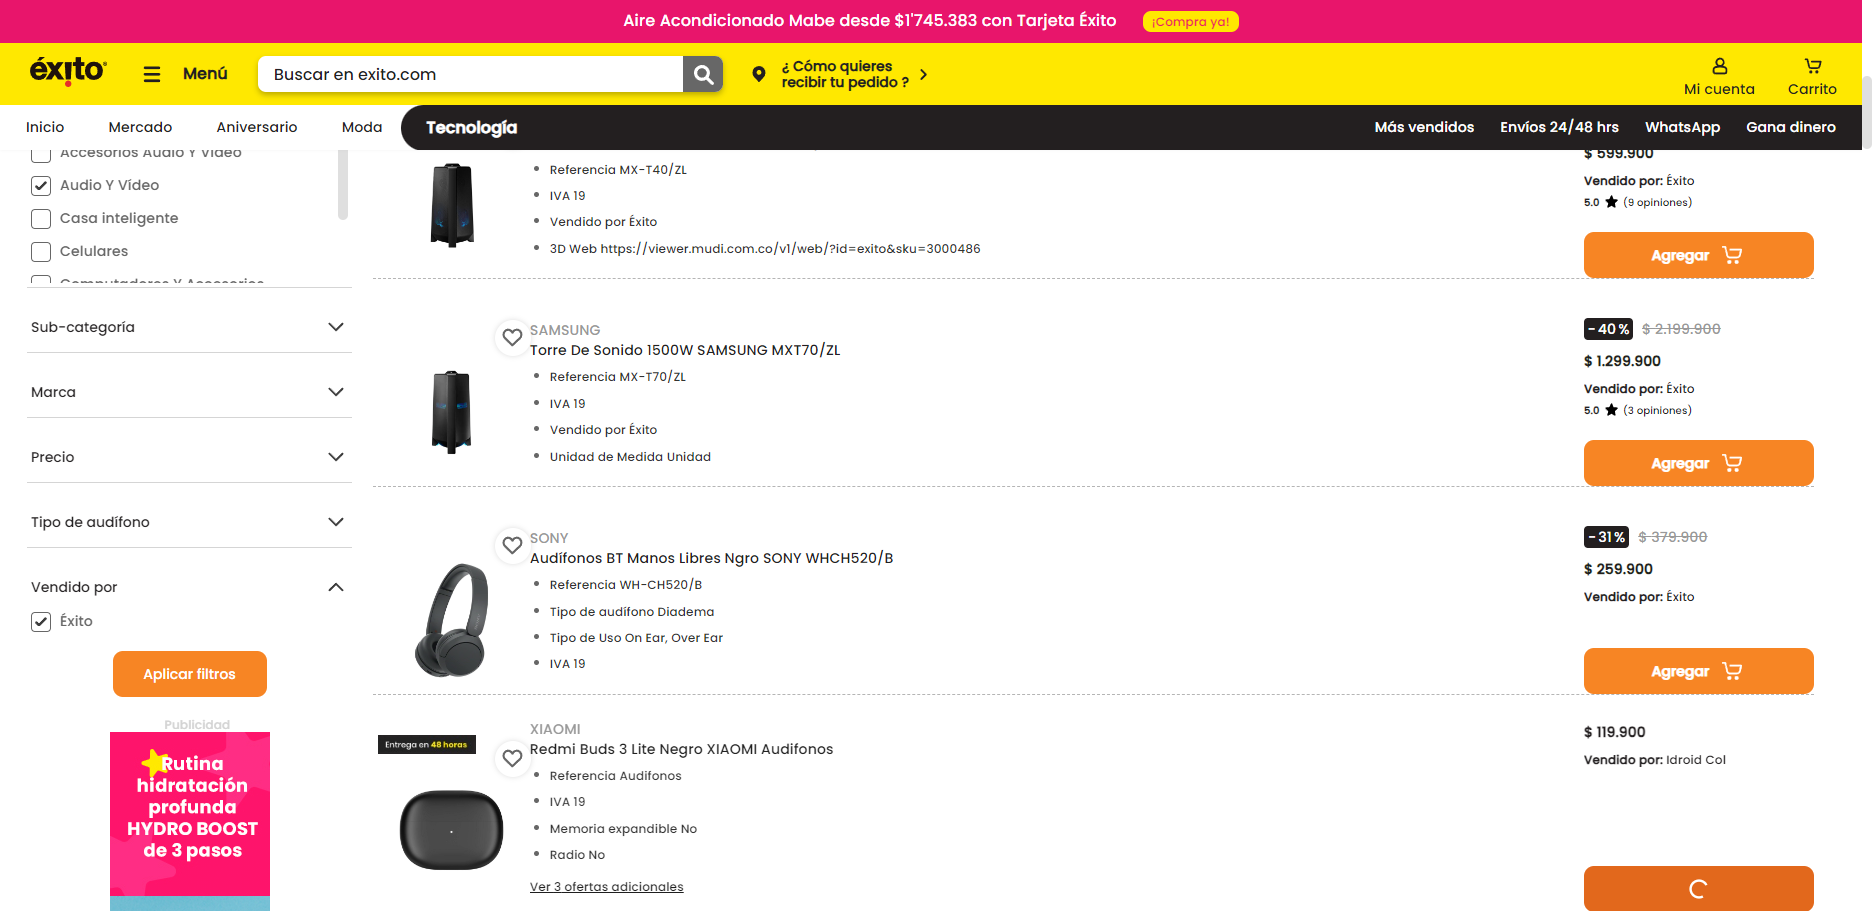 Aire Acondicionado Mabe desde $1'745.383 con Tarjeta Éxito
¡Compra ya!
éxito
Menú
Buscar en exito.com
¿ Cómo quieres
recibir tu pedido ?
Mi cuenta
Carrito
Inicio
Mercado
Aniversario
Moda
Tecnología
Más vendidos
Envíos 24/48 hrs
WhatsApp
Gana dinero
Accesorios Audio Y Video
Audio Y Vídeo
Casa inteligente
Celulares
Computadores Y Accesorios
Sub-categoría
Marca
Precio
Tipo de audífono
Vendido por
Éxito
Aplicar filtros
Publicidad
Rutina
hidratación
profunda
HYDRO BOOST
de 3 pasos
Referencia MX-T40/ZL
IVA 19
Vendido por Éxito
3D Web https://viewer.mudi.com.co/v1/web/?id=exito&sku=3000486
$ 599.900
Vendido por: Éxito
5.0 ★ (9 opiniones)
Agregar
SAMSUNG
Torre De Sonido 1500W SAMSUNG MXT70/ZL
Referencia MX-T70/ZL
IVA 19
Vendido por Éxito
Unidad de Medida Unidad
-40% $ 2.199.900
$ 1.299.900
Vendido por: Éxito
5.0 ★ (3 opiniones)
Agregar
SONY
Audífonos BT Manos Libres Ngro SONY WHCH520/B
Referencia WH-CH520/B
Tipo de audífono Diadema
Tipo de Uso On Ear, Over Ear
IVA 19
-31% $ 379.900
$ 259.900
Vendido por: Éxito
Agregar
Entrega en 48 horas
XIAOMI
Redmi Buds 3 Lite Negro XIAOMI Audifonos
Referencia Audifonos
IVA 19
Memoria expandible No
Radio No
Ver 3 ofertas adicionales
$ 119.900
Vendido por: Idroid Col